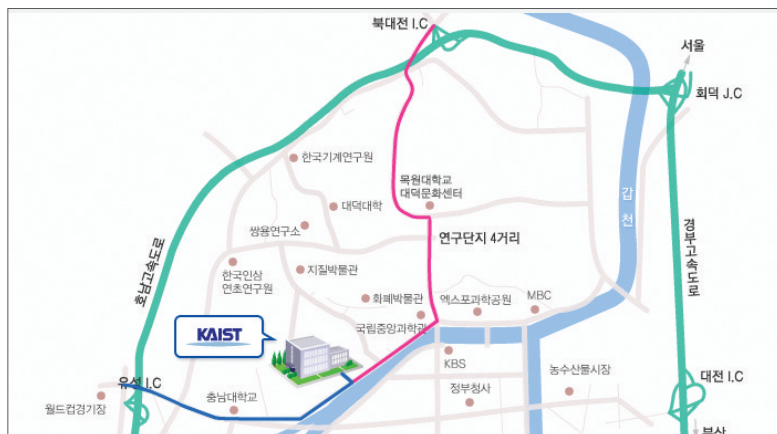 북대전 I.C
서울
회덕 J.C
한국기계연구원
목원대학교
대덕문화센터
대덕대학
갑천
쌍용연구소
연구단지 4거리
경부고속도로
호남고속도로
한국인삼
연초연구원
지질박물관
화폐박물관
엑스포과학공원
MBC
국립중앙과학관
KAIST
KBS
대전 I.C
유성 I.C
농수산물시장
정부청사
충남대학교
월드컵경기장
부산